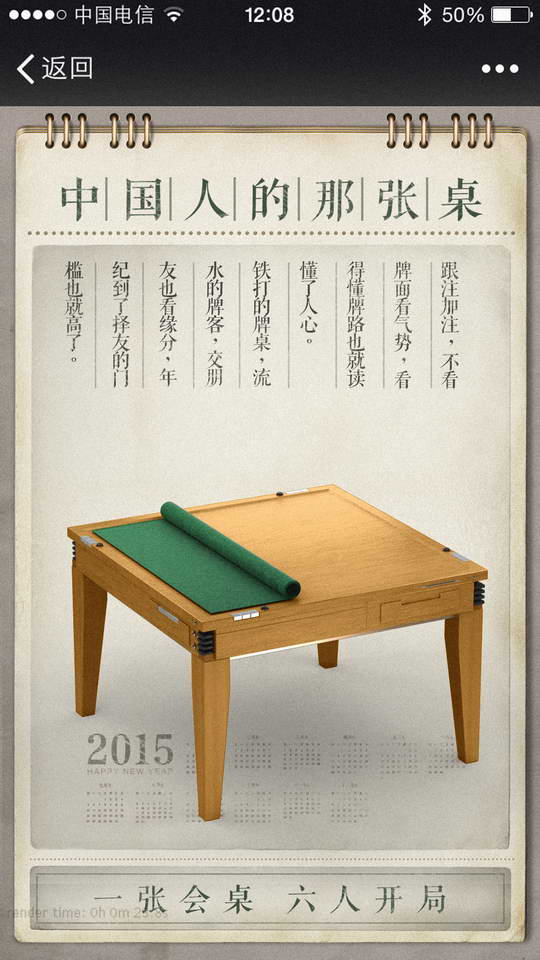 中国电信
12:08
50%
返回
中国人的那张桌
跟注加注，不看
牌面看气势，看
得懂牌路也就读
懂了人心。
铁打的牌桌，流
水的牌客，交朋
友也看缘分，年
纪到了择友的门
槛也就高了。
2015
HAPPY NEW YEAR
一张会桌 六人开局
render time: 0h 0m